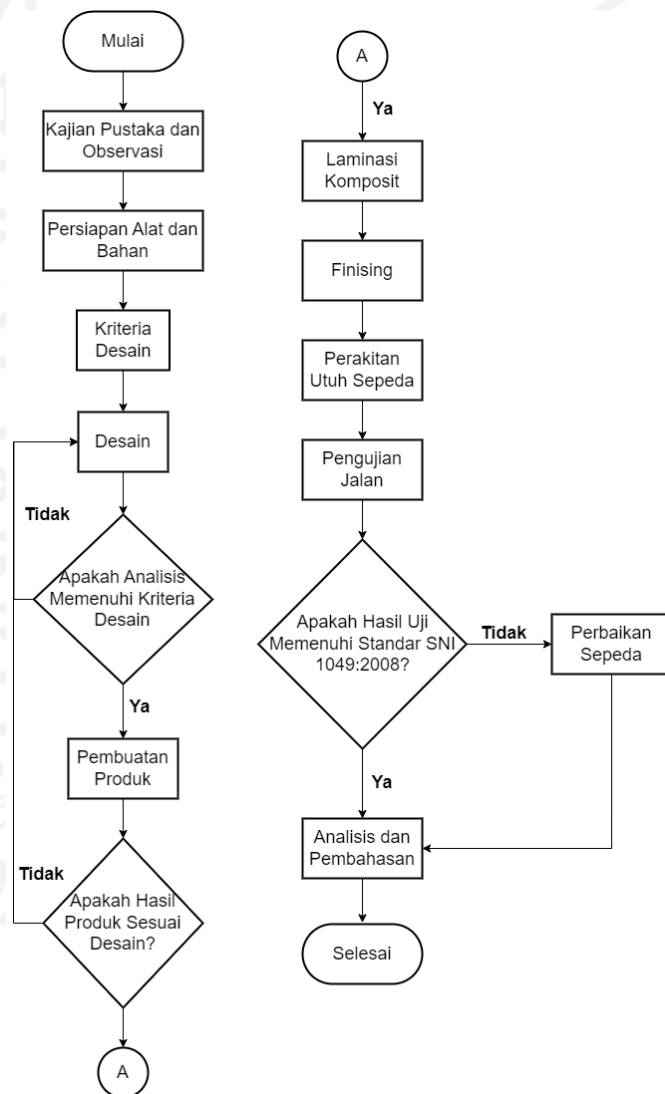 Mulai
Kajian Pustaka dan
Observasi
Persiapan Alat dan
Bahan
Kriteria
Desain
Desain
Tidak
Apakah Analisis
Memenuhi Kriteria
Desain
Ya
Pembuatan
Produk
Tidak
Apakah Hasil
Produk Sesuai
Desain?
A
A
Ya
Laminasi
Komposit
Finising
Perakitan
Utuh Sepeda
Pengujian
Jalan
Apakah Hasil Uji
Memenuhi Standar SNI
1049:2008?
Tidak
Perbaikan
Sepeda
Ya
Analisis dan
Pembahasan
Selesai